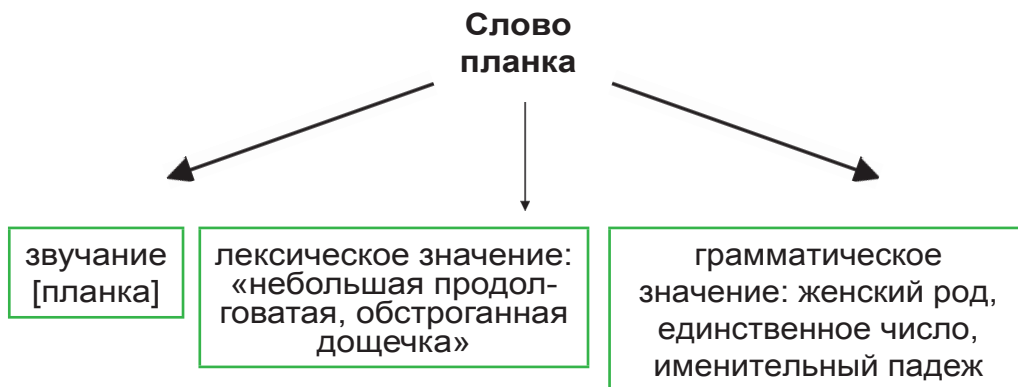 Слово
планка
звучание
[планка]
лексическое значение:
«небольшая продол-
говатая, обстроганная
дощечка»
грамматическое
значение: женский род,
единственное число,
именительный падеж